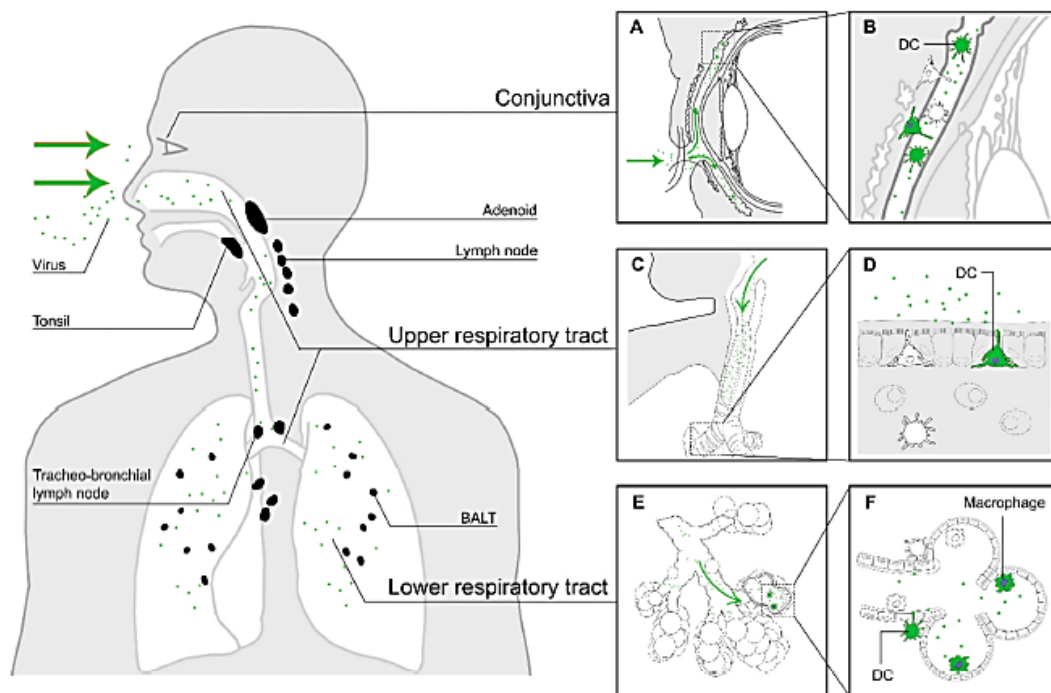 A
B
DC
Conjunctiva
Adenoid
Lymph node
Virus
Tonsil
C
D
DC
Upper respiratory tract
Tracheo-bronchial
lymph node
BALT
E
F
Macrophage
Lower respiratory tract
DC